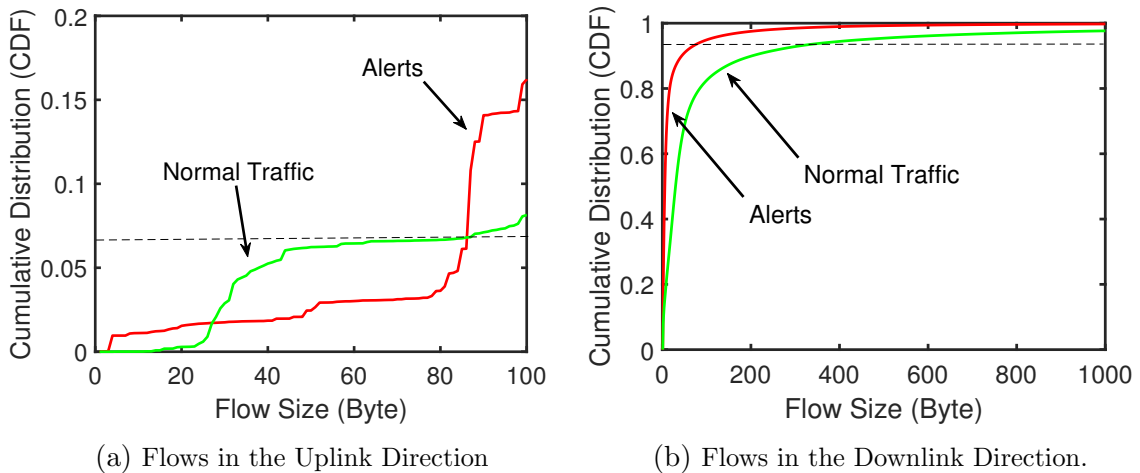 0.2
0.15
0.1
0.05
0
Cumulative Distribution (CDF)
Alerts
Normal Traffic
0 20 40 60 80 100
Flow Size (Byte)
(a) Flows in the Uplink Direction
1
0.8
0.6
0.4
0.2
0
Cumulative Distribution (CDF)
Normal Traffic
Alerts
0 200 400 600 800 1000
Flow Size (Byte)
(b) Flows in the Downlink Direction.